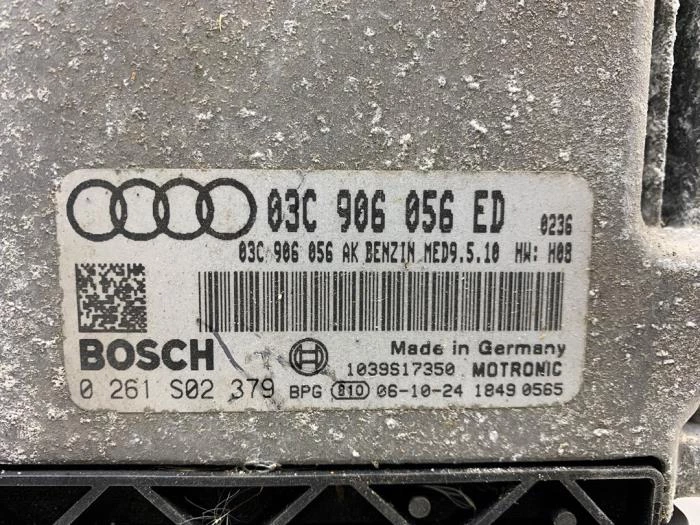 03C 906 056 ED 0236
03C 906 056 AK BENZIN MED9.5.10 HW: H08
BOSCH
Made in Germany
1039S17350 MOTRONIC
0 261 S02 379 BPG 810 06-10-24 1849 0565